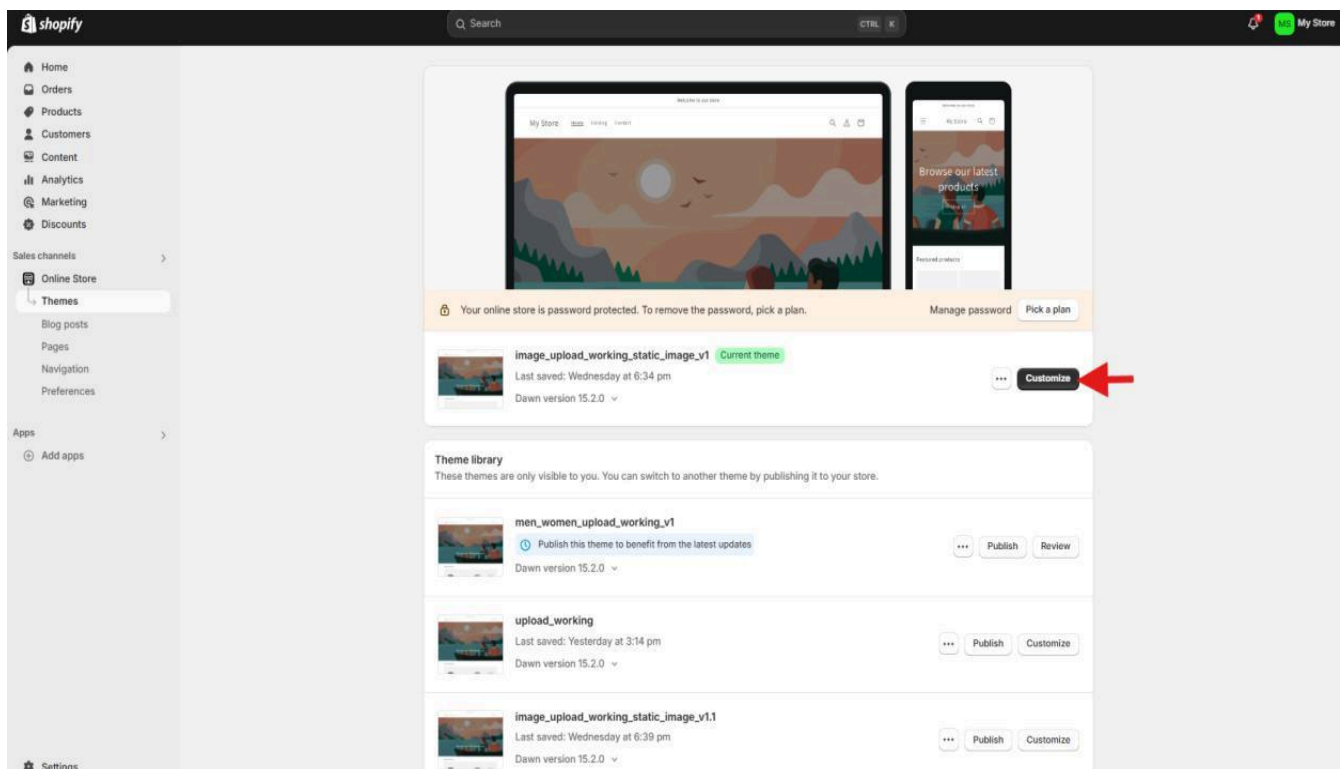 shopify
Search
CTRL K
MS My Store
Home
Orders
Products
Customers
Content
Analytics
Marketing
Discounts
Sales channels
Online Store
Themes
Blog posts
Pages
Navigation
Preferences
Apps
Add apps
Settings
Welcome to our store
My Store Home Catalog Contact
Welcome to our store
My Store
Browse our latest
products
Featured products
Your online store is password protected. To remove the password, pick a plan.
Manage password Pick a plan
image_upload_working_static_image_v1 Current theme
Last saved: Wednesday at 6:34 pm
Dawn version 15.2.0
Customize
Theme library
These themes are only visible to you. You can switch to another theme by publishing it to your store.
men_women_upload_working_v1
Publish this theme to benefit from the latest updates
Dawn version 15.2.0
Publish Review
upload_working
Last saved: Yesterday at 3:14 pm
Dawn version 15.2.0
Publish Customize
image_upload_working_static_image_v1.1
Last saved: Wednesday at 6:39 pm
Dawn version 15.2.0
Publish Customize